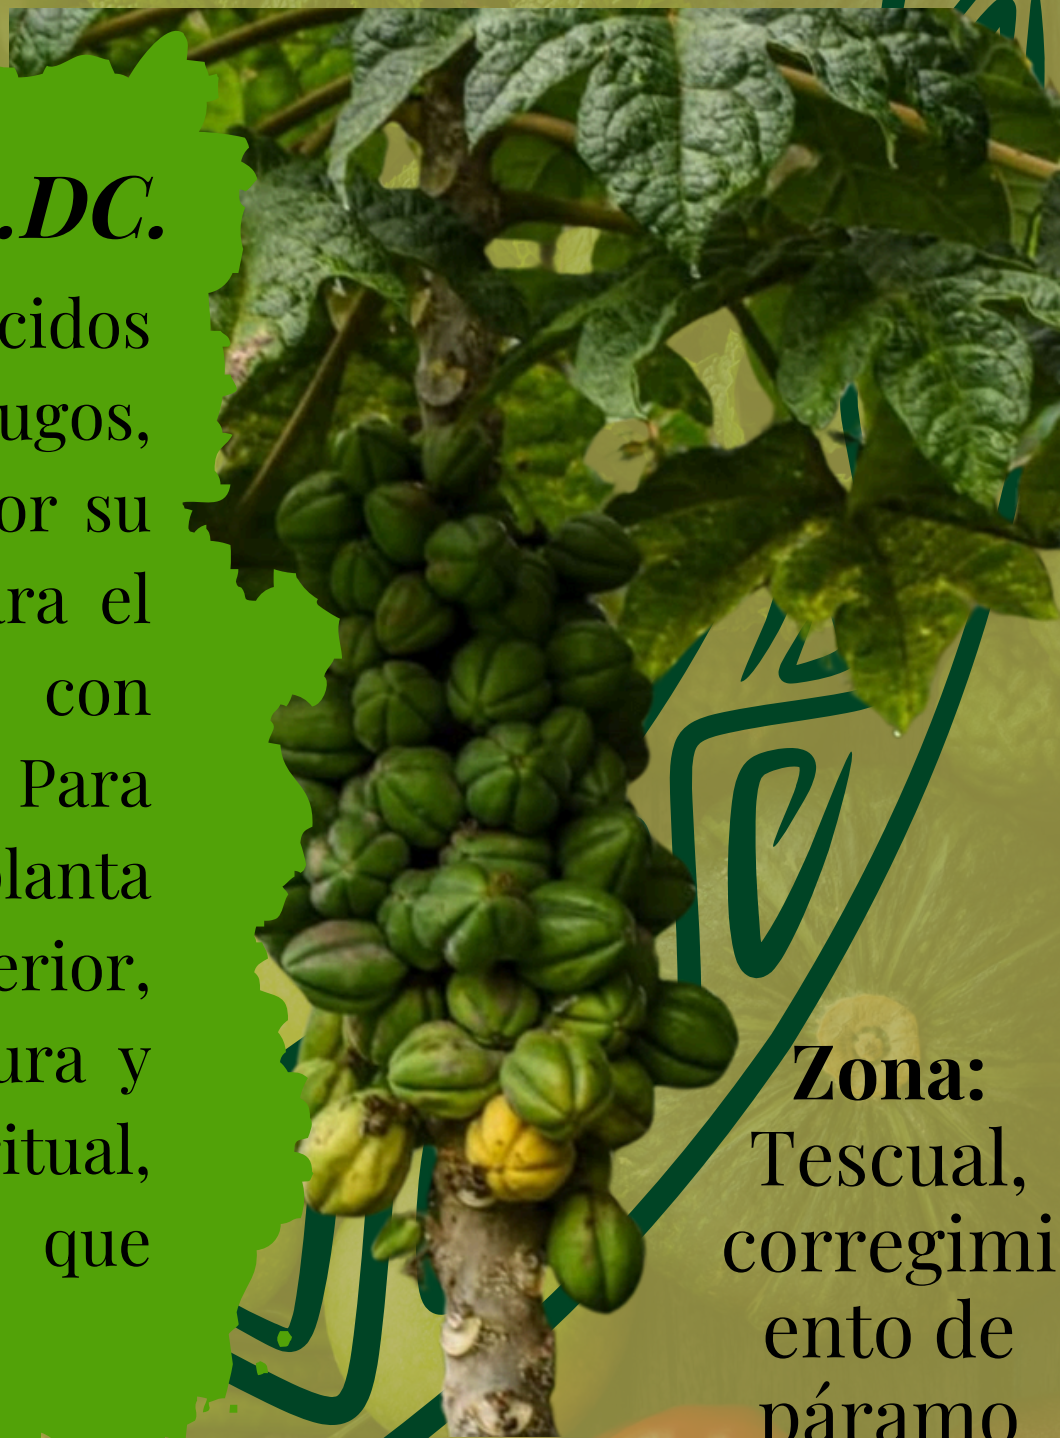 .DC.
cidos
ugos,
or su
ra el
con
Para
planta
erior,
ura y
itual,
que
Zona:
Tescual,
corregimi
ento de
páramo